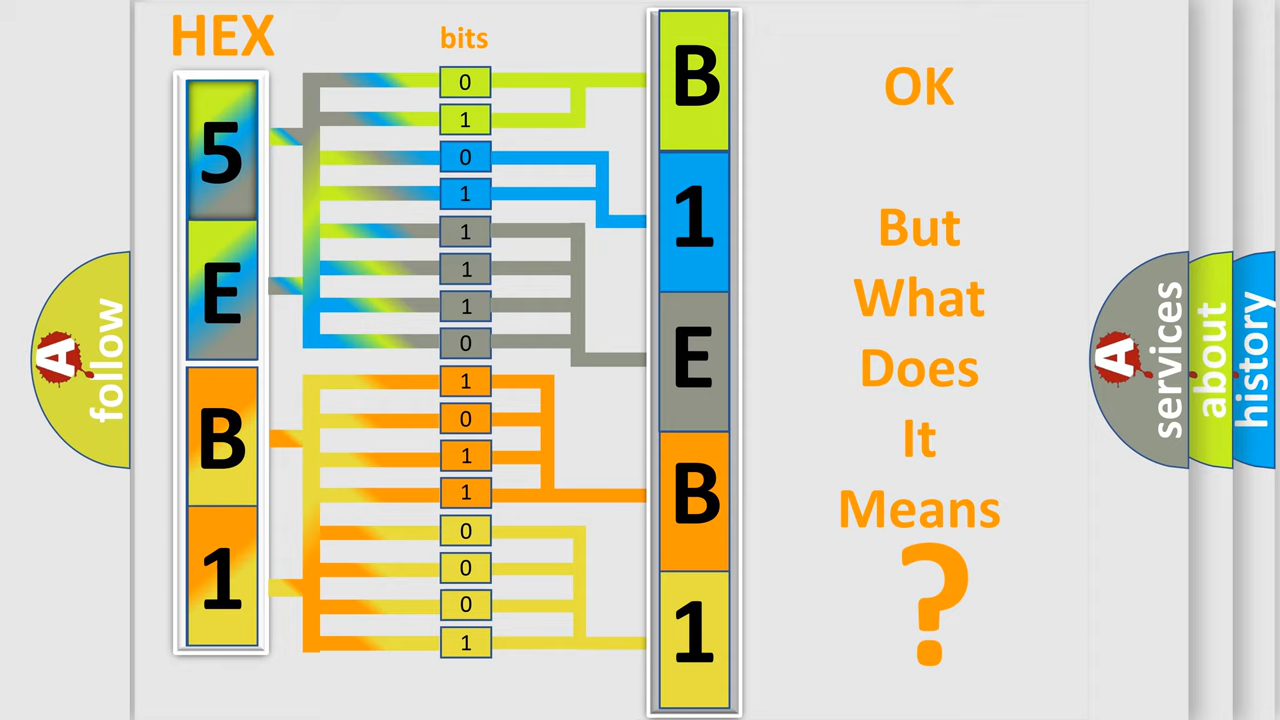 HEX
bits
5
E
B
1
0
1
0
1
1
1
1
0
1
0
1
1
0
0
0
1
B
1
E
B
1
OK
But
What
Does
It
Means
?
A
follow
A
services
about
history